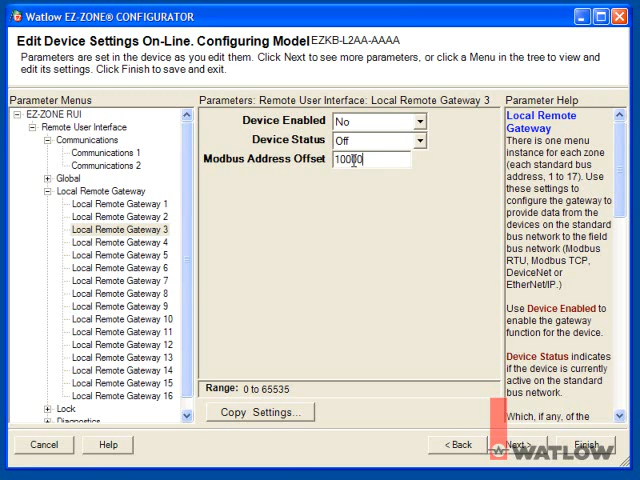 Watlow EZ-ZONE® CONFIGURATOR
Edit Device Settings On-Line. Configuring Model EZKB-L2AA-AAAA
Parameters are set in the device as you edit them. Click Next to see more parameters, or click a Menu in the tree to view and
edit its settings. Click Finish to save and exit.
Parameter Menus
EZ-ZONE RUI
Remote User Interface
Communications
Communications 1
Communications 2
Global
Local Remote Gateway
Local Remote Gateway 1
Local Remote Gateway 2
Local Remote Gateway 3
Local Remote Gateway 4
Local Remote Gateway 5
Local Remote Gateway 6
Local Remote Gateway 7
Local Remote Gateway 8
Local Remote Gateway 9
Local Remote Gateway 10
Local Remote Gateway 11
Local Remote Gateway 12
Local Remote Gateway 13
Local Remote Gateway 14
Local Remote Gateway 15
Local Remote Gateway 16
Lock
Diagnostics
Parameters: Remote User Interface: Local Remote Gateway 3
Device Enabled No
Device Status Off
Modbus Address Offset 10000
Range: 0 to 65535
Copy Settings...
Parameter Help
Local Remote
Gateway
There is one menu
instance for each zone
(each standard bus
address, 1 to 17). Use
these settings to
configure the gateway to
provide data from the
devices on the standard
bus network to the field
bus network (Modbus
RTU, Modbus TCP,
DeviceNet or
EtherNet/IP.)
Use Device Enabled to
enable the gateway
function for the device.
Device Status indicates
if the device is currently
active on the standard
bus network.
Which, if any, of the
Cancel
Help
< Back
Next >
Finish
WATLOW